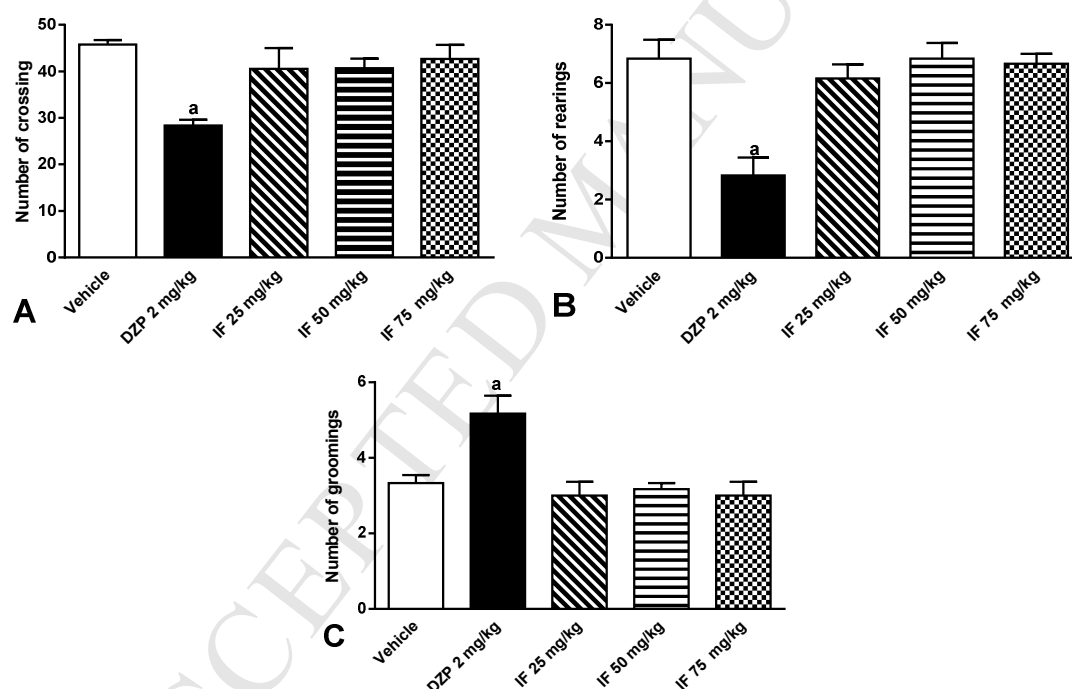 50
40
30
20
10
0
Number of crossing
a
Vehicle
DZP 2 mg/kg
IF 25 mg/kg
IF 50 mg/kg
IF 75 mg/kg
A
8
6
4
2
0
Number of rearings
a
Vehicle
DZP 2 mg/kg
IF 25 mg/kg
IF 50 mg/kg
IF 75 mg/kg
B
6
4
2
0
Number of groomings
a
Vehicle
DZP 2 mg/kg
IF 25 mg/kg
IF 50 mg/kg
IF 75 mg/kg
C
CCEPTED MANU